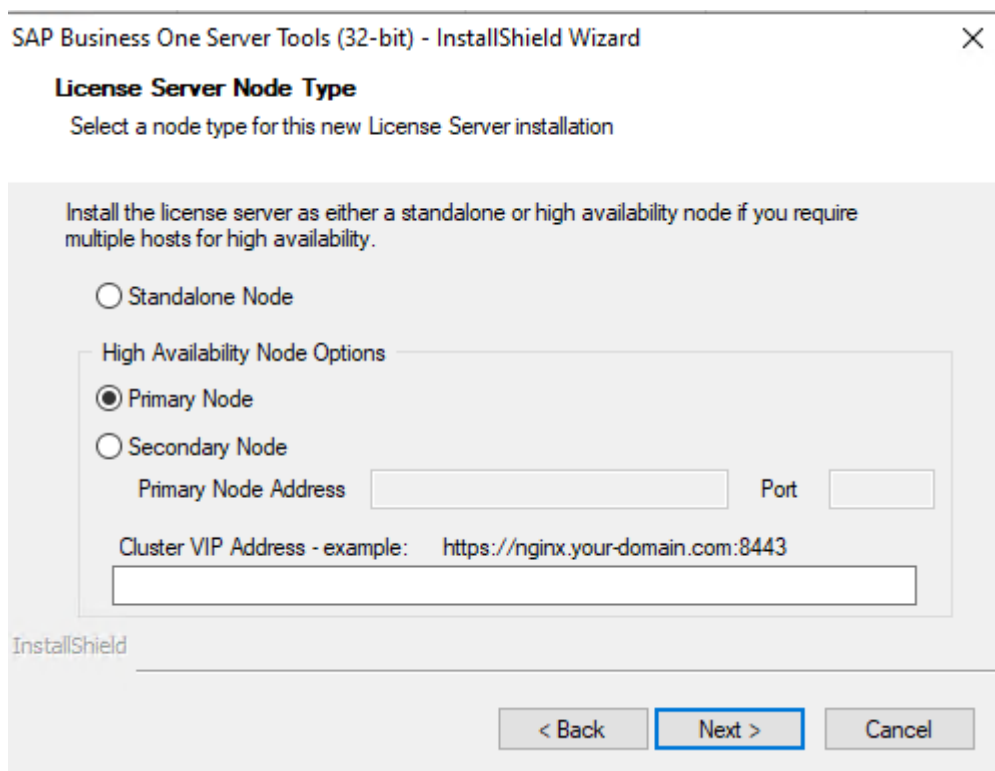 SAP Business One Server Tools (32-bit) - InstallShield Wizard
License Server Node Type
Select a node type for this new License Server installation
Install the license server as either a standalone or high availability node if you require
multiple hosts for high availability.
Standalone Node
High Availability Node Options
Primary Node
Secondary Node
Primary Node Address Port
Cluster VIP Address - example: https://nginx.your-domain.com:8443
InstallShield
< Back Next > Cancel